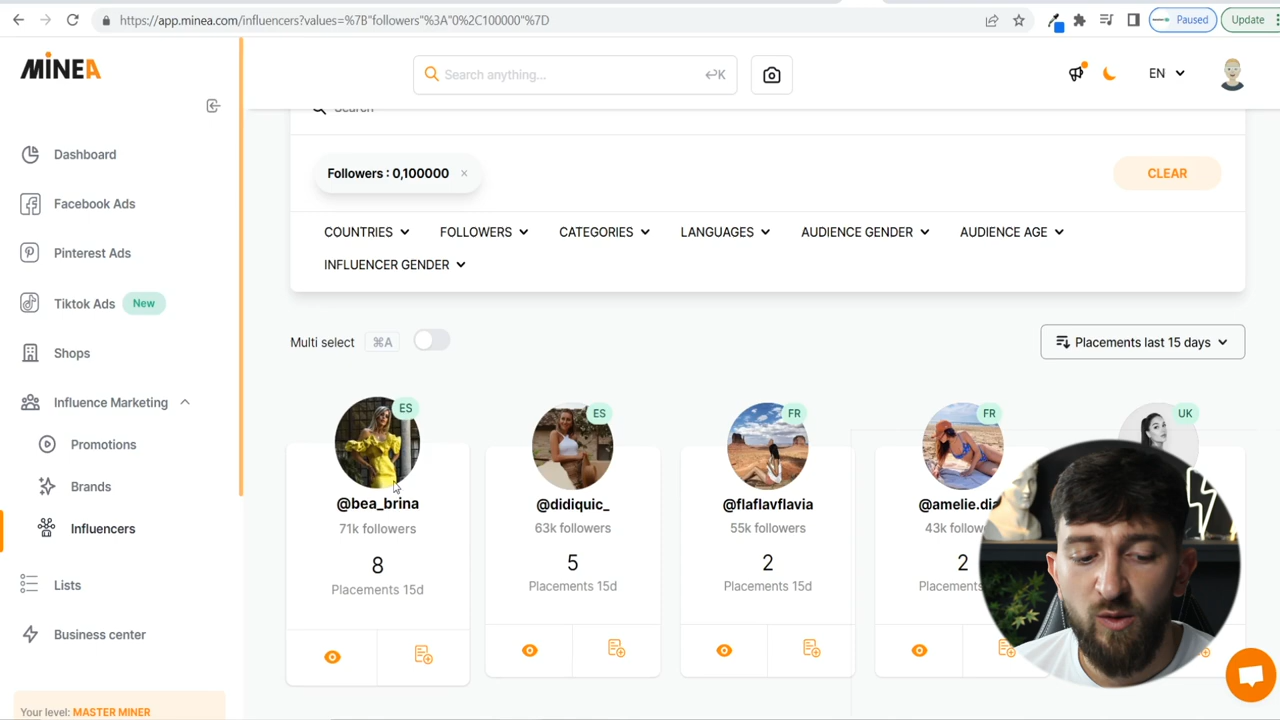 https://app.minea.com/influencers?values=%7B"followers"%3A"0%2C100000"%7D
Paused
Update
MINEA
Search anything...
K
EN
Dashboard
Facebook Ads
Pinterest Ads
Tiktok Ads New
Shops
Influence Marketing
Promotions
Brands
Influencers
Lists
Business center
Your level: MASTER MINER
Search
Followers : 0,100000 ×
CLEAR
COUNTRIES
FOLLOWERS
CATEGORIES
LANGUAGES
AUDIENCE GENDER
AUDIENCE AGE
INFLUENCER GENDER
Multi select ⌘A
Placements last 15 days
ES
@bea_brina
71k followers
8
Placements 15d
ES
@didiquic_
63k followers
5
Placements 15d
FR
@flaflavflavia
55k followers
2
Placements 15d
FR
@amelie.dia
43k follow
2
Placemen
UK